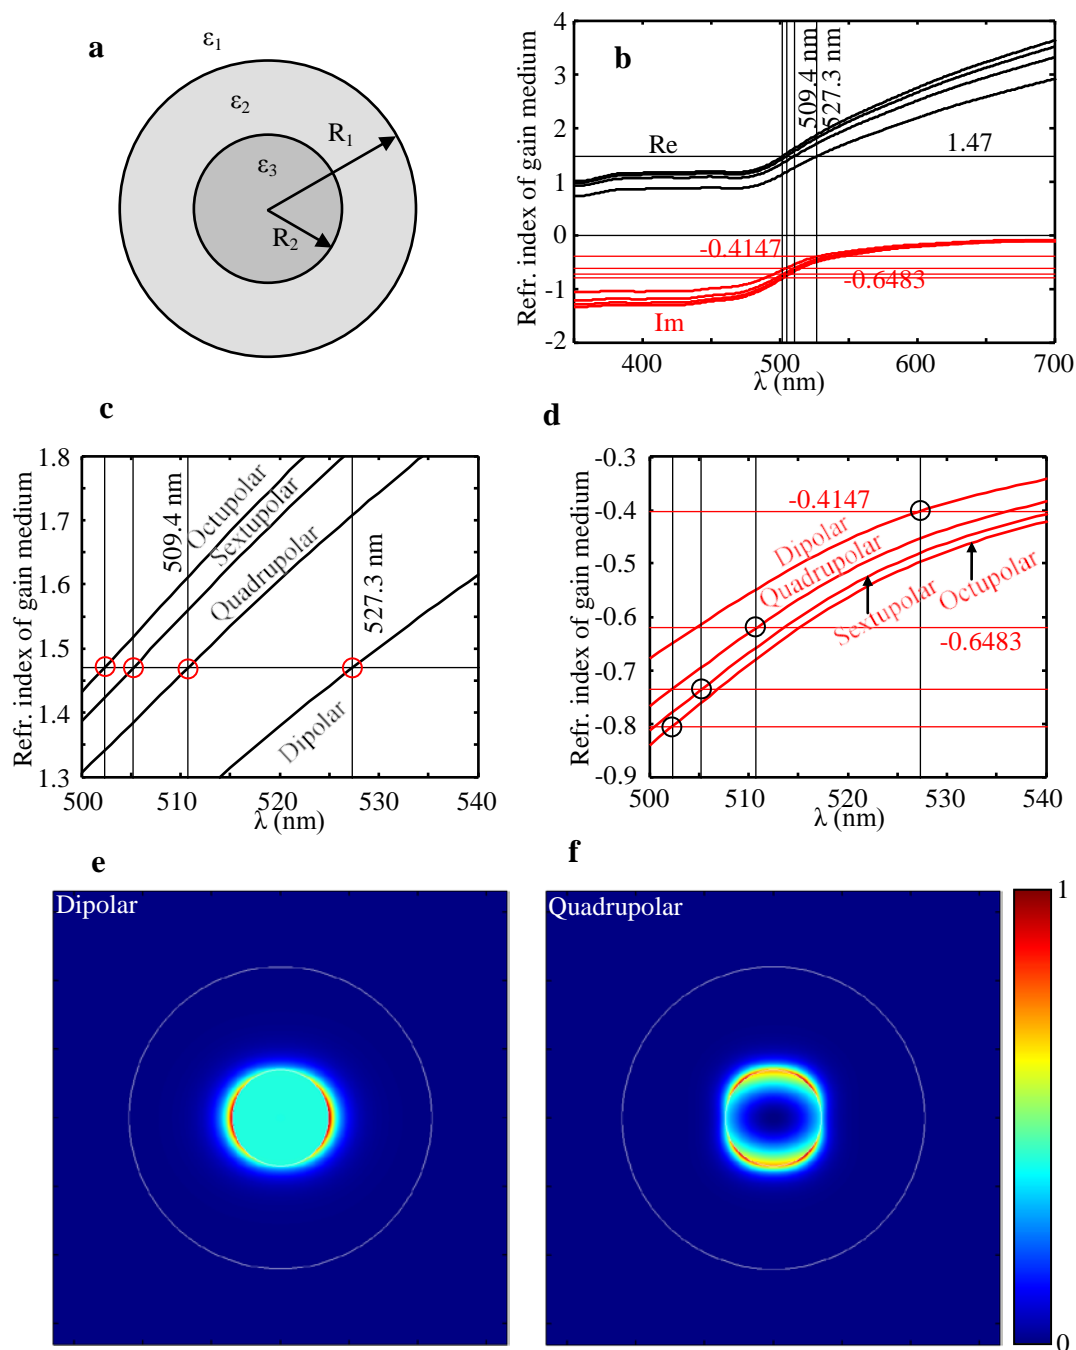 a
ε1
ε2
R1
ε3
R2
b
Refr. index of gain medium
4
3
2
1
0
-1
-2
Re
509.4 nm
527.3 nm
1.47
-0.4147
-0.6483
Im
400
500
600
700
λ (nm)
c
Refr. index of gain medium
1.8
1.7
1.6
1.5
1.4
1.3
509.4 nm
Octupolar
Sextupolar
Quadrupolar
527.3 nm
Dipolar
500
510
520
530
540
λ (nm)
d
Refr. index of gain medium
-0.3
-0.4
-0.5
-0.6
-0.7
-0.8
-0.9
-0.4147
Dipolar
Quadrupolar
Sextupolar
Octupolar
-0.6483
500
510
520
530
540
λ (nm)
e
Dipolar
f
Quadrupolar
1
0